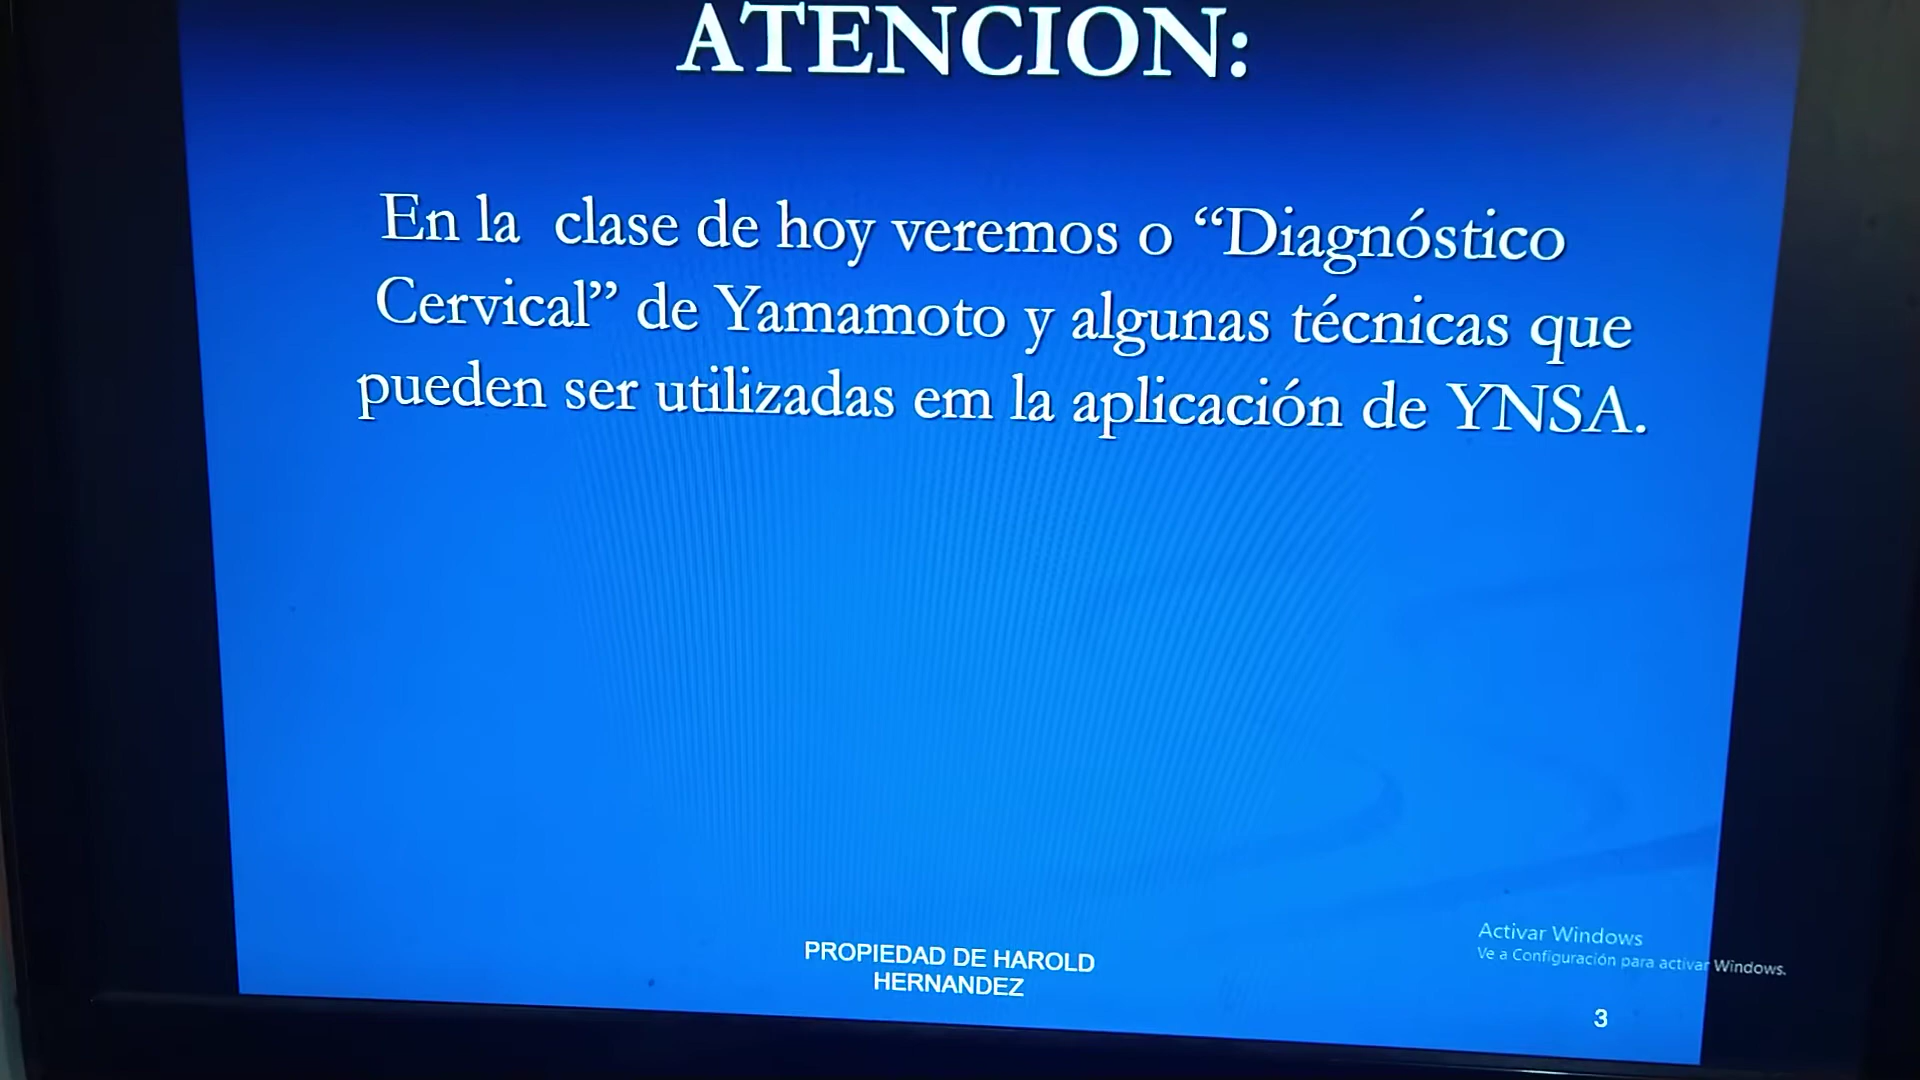 ATENCION:
En la clase de hoy veremos o “Diagnóstico
Cervical” de Yamamoto y algunas técnicas que
pueden ser utilizadas em la aplicación de YNSA.
PROPIEDAD DE HAROLD
HERNANDEZ
Activar Windows
Ve a Configuración para activar Windows.
3